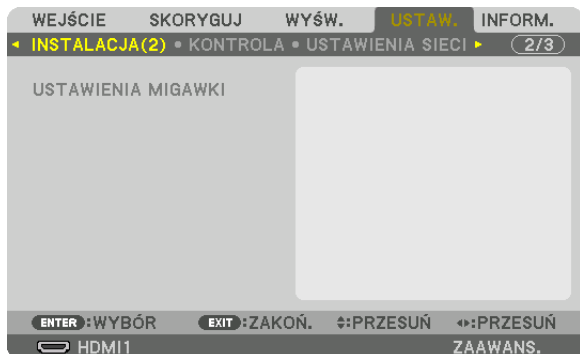 WEJŚCIE SKORYGUJ WYŚW. USTAW. INFORM.
INSTALACJA(2) • KONTROLA • USTAWIENIA SIECI 2/3
USTAWIENIA MIGAWKI
ENTER :WYBÓR EXIT :ZAKOŃ. :PRZESUŃ :PRZESUŃ
HDMI1 ZAAWANS.